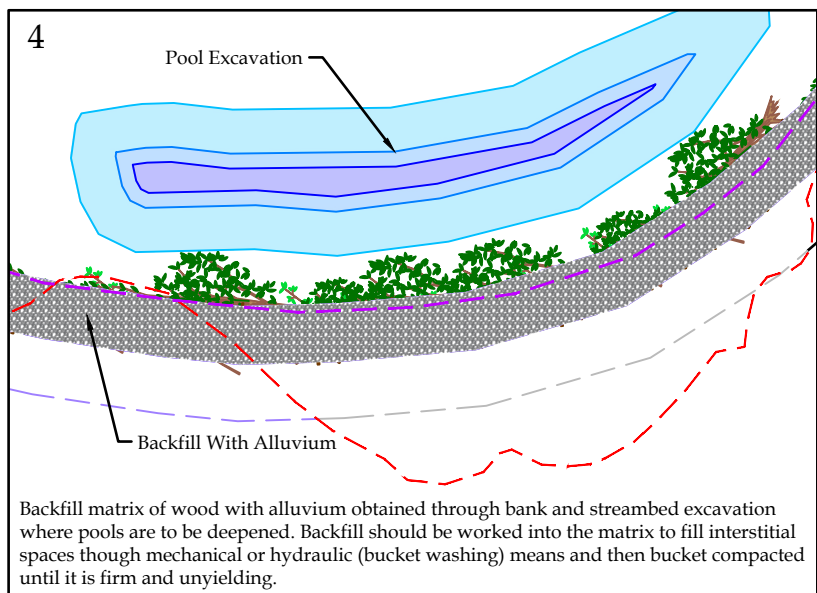 4
Pool Excavation
Backfill With Alluvium
Backfill matrix of wood with alluvium obtained through bank and streambed excavation
where pools are to be deepened. Backfill should be worked into the matrix to fill interstitial
spaces though mechanical or hydraulic (bucket washing) means and then bucket compacted
until it is firm and unyielding.